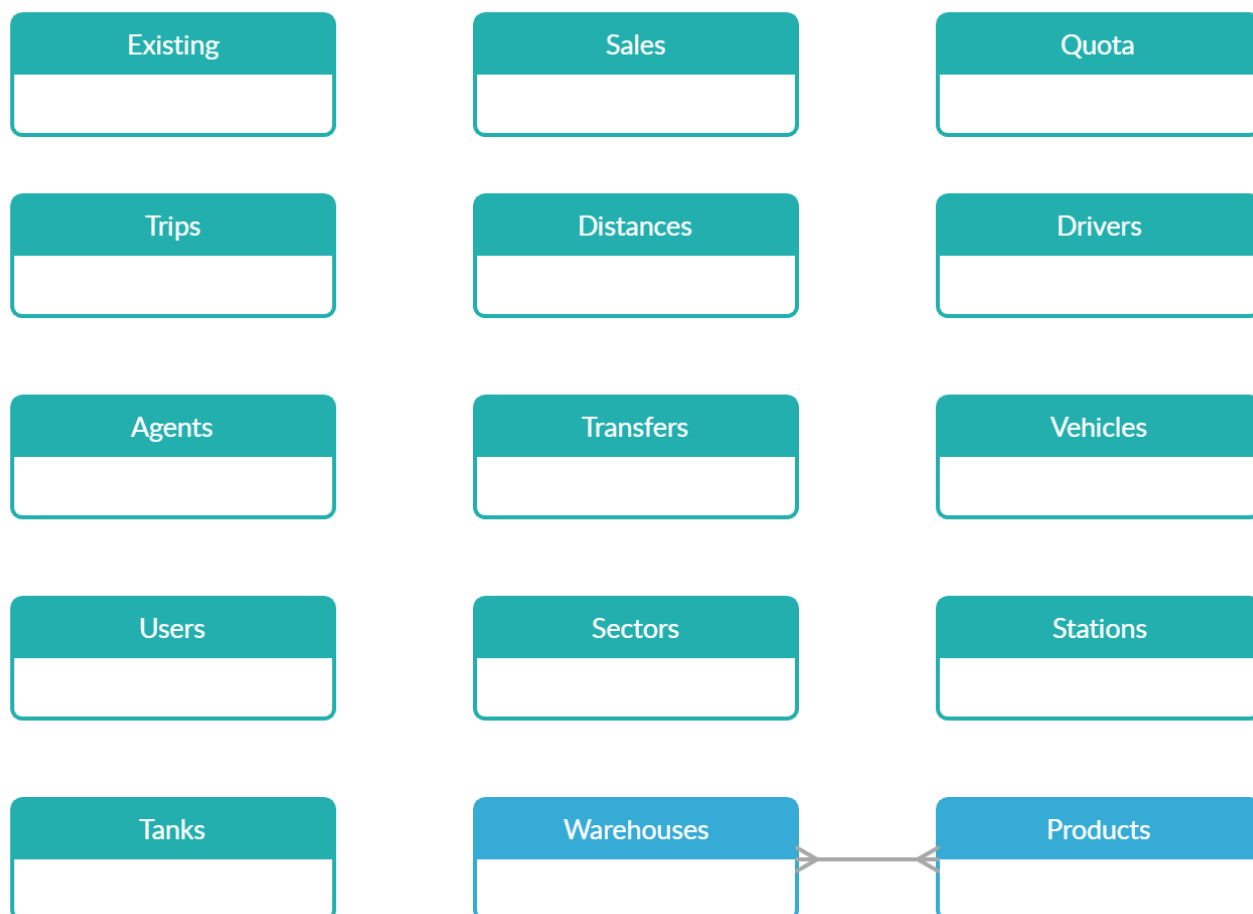 Existing
Sales
Quota
Trips
Distances
Drivers
Agents
Transfers
Vehicles
Users
Sectors
Stations
Tanks
Warehouses
Products